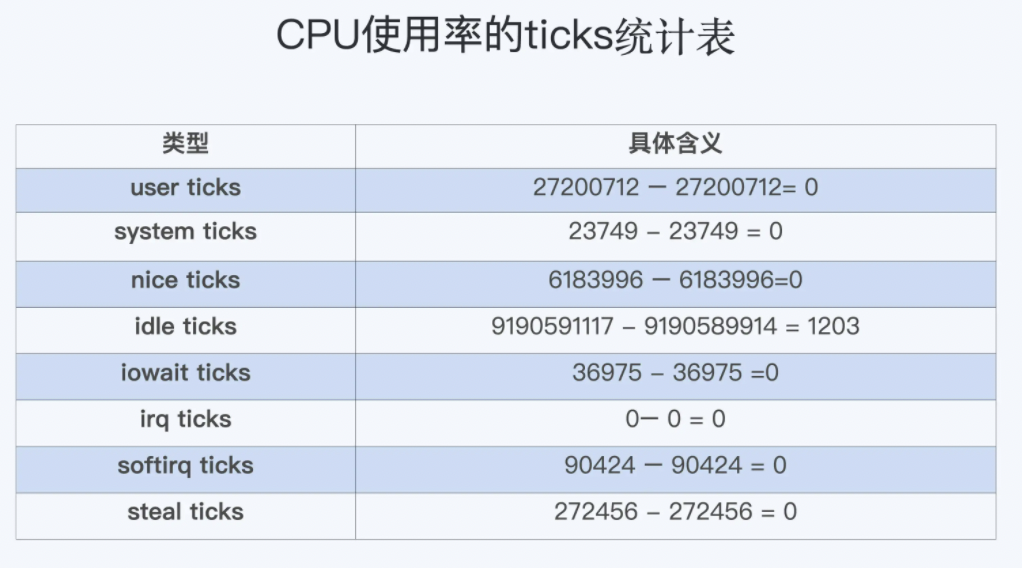 CPU使用率的ticks统计表
类型 具体含义
user ticks 27200712 — 27200712= 0
system ticks 23749 – 23749 = 0
nice ticks 6183996 — 6183996=0
idle ticks 9190591117 – 9190589914 = 1203
iowait ticks 36975 – 36975 =0
irq ticks 0— 0 = 0
softirq ticks 90424 — 90424 = 0
steal ticks 272456 – 272456 = 0